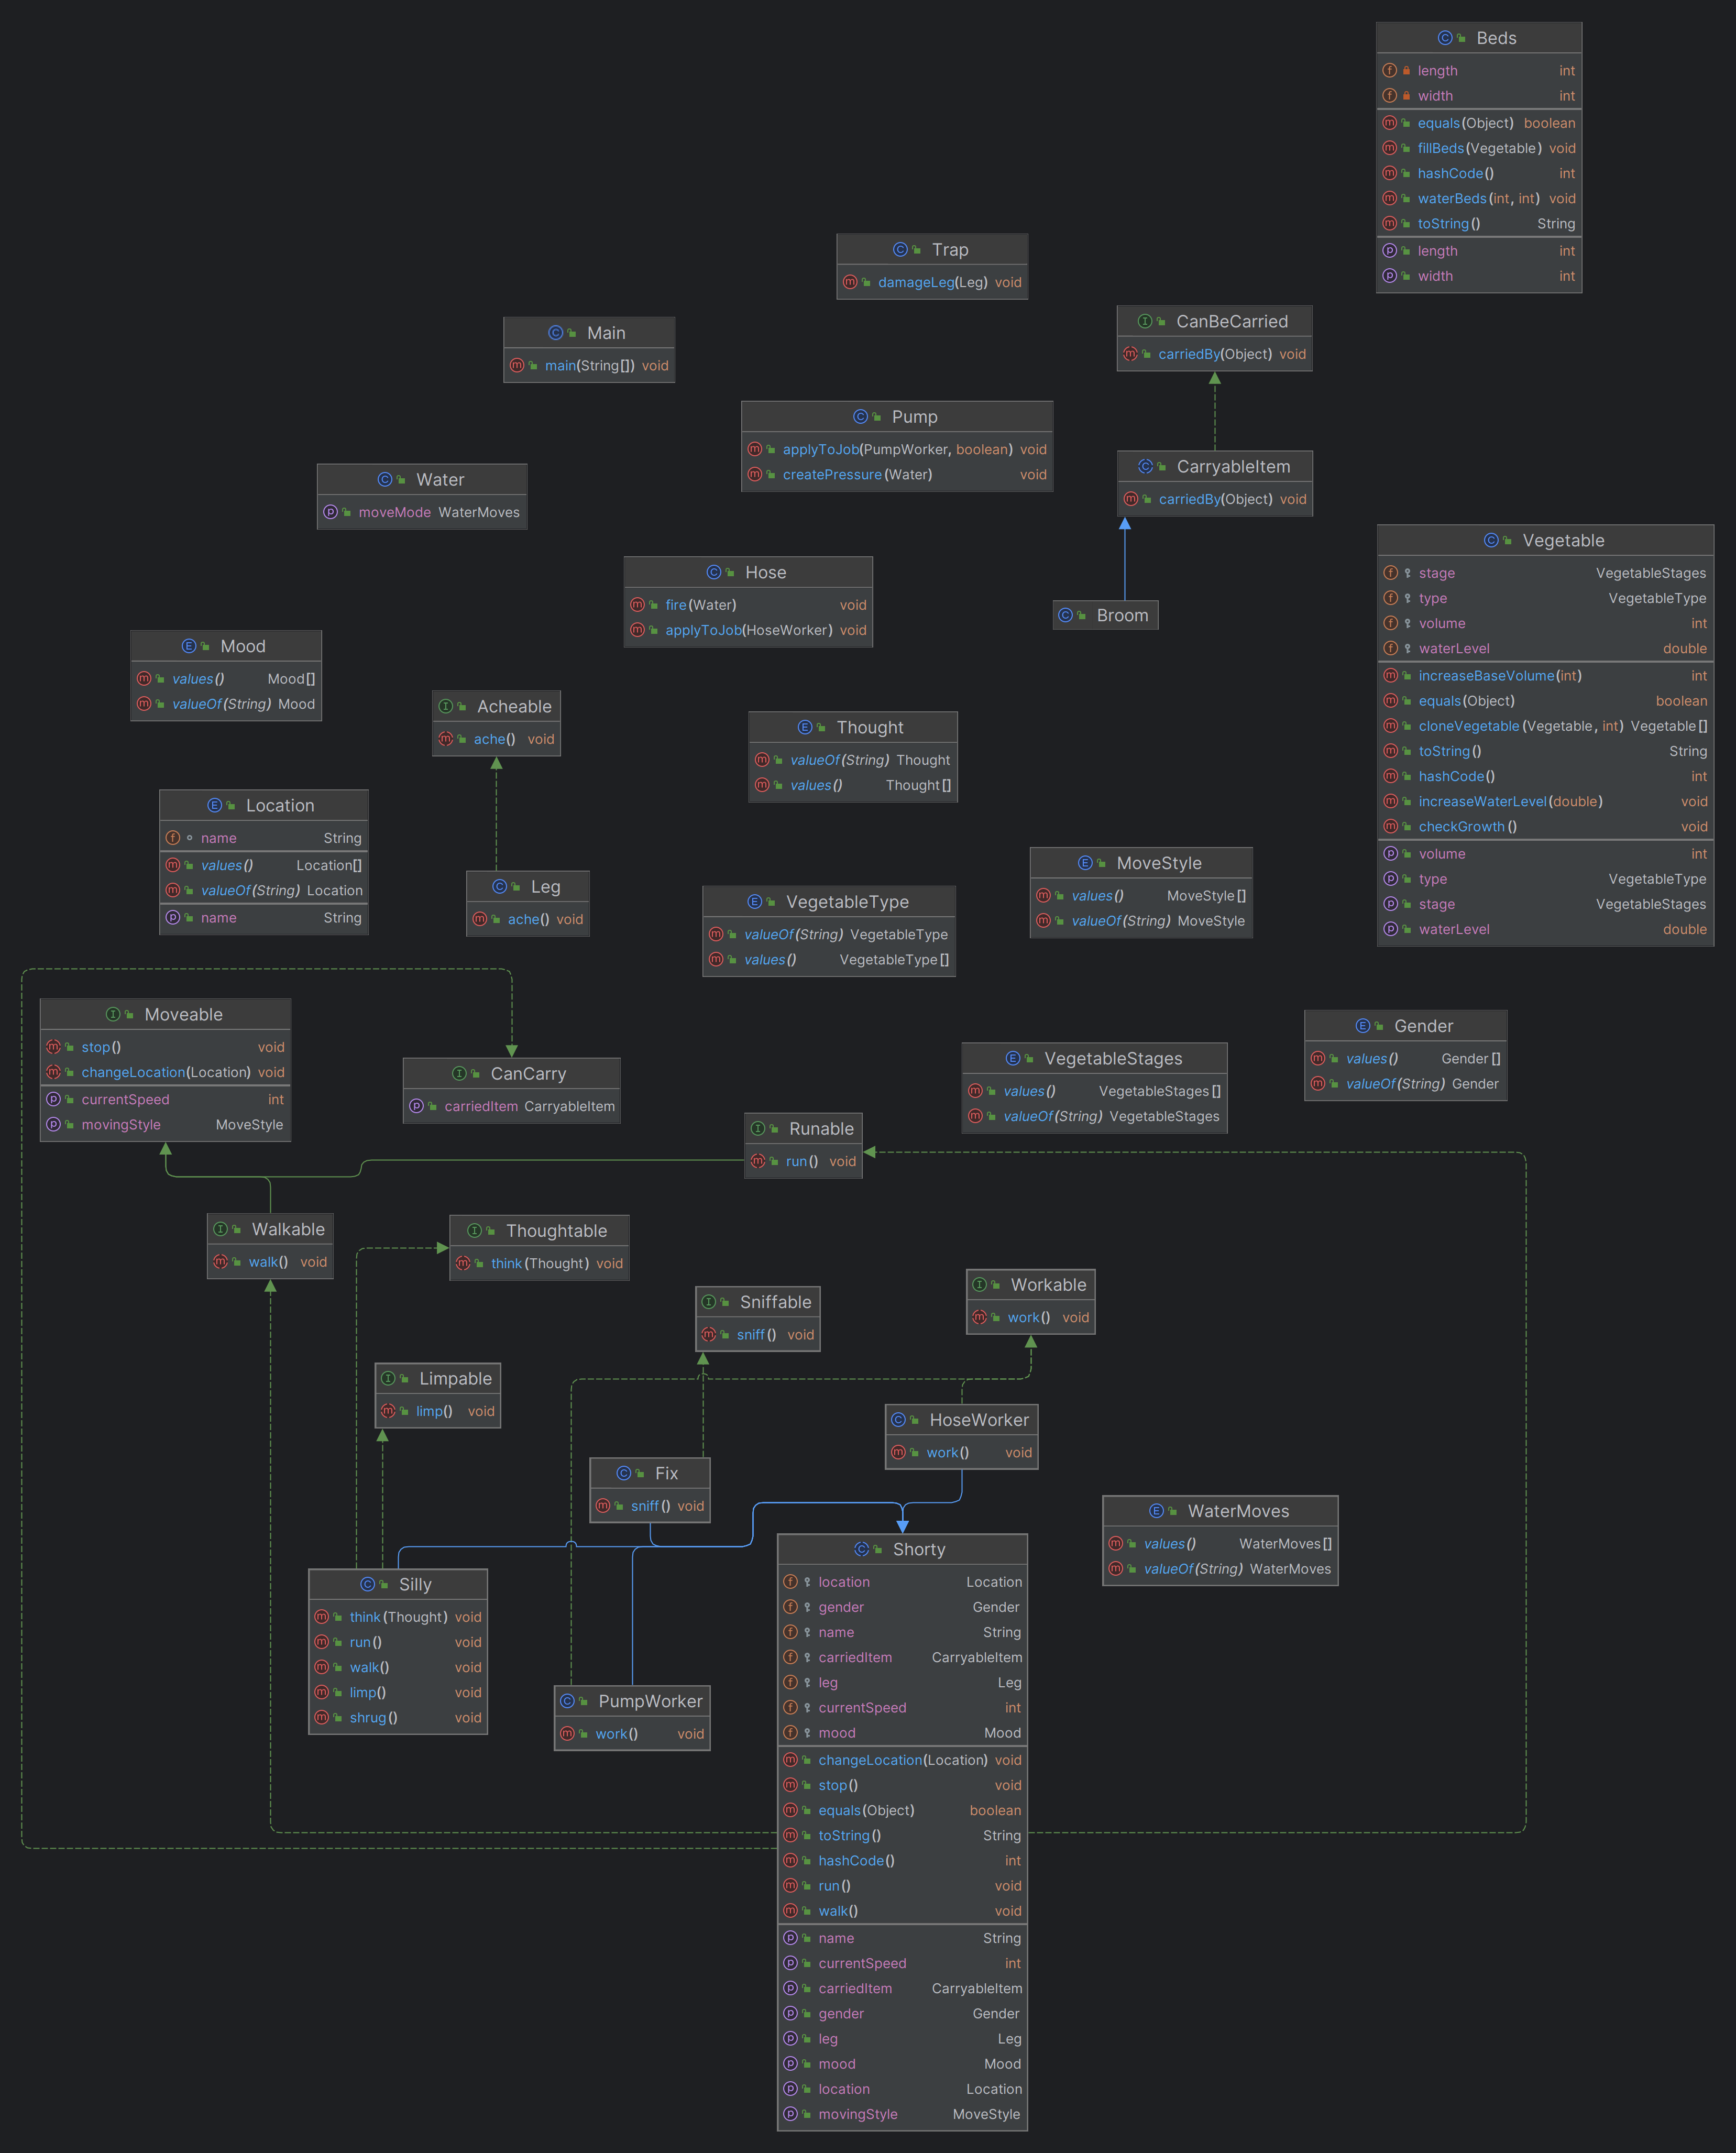 Beds
length int
width int
equals(Object) boolean
fillBeds(Vegetable) void
hashCode() int
waterBeds(int, int) void
toString() String
length int
width int
Trap
damageLeg(Leg) void
CanBeCarried
carriedBy(Object) void
Main
main(String[]) void
Pump
applyToJob(PumpWorker, boolean) void
createPressure(Water) void
CarryableItem
carriedBy(Object) void
Water
moveMode WaterMoves
Vegetable
stage VegetableStages
type VegetableType
volume int
waterLevel double
increaseBaseVolume(int) int
equals(Object) boolean
cloneVegetable(Vegetable, int) Vegetable[]
toString() String
hashCode() int
increaseWaterLevel(double) void
checkGrowth() void
volume int
type VegetableType
stage VegetableStages
waterLevel double
Hose
fire(Water) void
applyToJob(HoseWorker) void
Broom
Mood
values() Mood[]
valueOf(String) Mood
Acheable
ache() void
Thought
valueOf(String) Thought
values() Thought[]
Location
name String
values() Location[]
valueOf(String) Location
name String
Leg
ache() void
VegetableType
valueOf(String) VegetableType
values() VegetableType[]
MoveStyle
values() MoveStyle[]
valueOf(String) MoveStyle
Moveable
stop() void
changeLocation(Location) void
currentSpeed int
movingStyle MoveStyle
CanCarry
carriedItem CarryableItem
VegetableStages
values() VegetableStages[]
valueOf(String) VegetableStages
Gender
values() Gender[]
valueOf(String) Gender
Runable
run() void
Walkable
walk() void
Thoughtable
think(Thought) void
Sniffable
sniff() void
Workable
work() void
Limpable
limp() void
HoseWorker
work() void
Fix
sniff() void
WaterMoves
values() WaterMoves[]
valueOf(String) WaterMoves
Silly
think(Thought) void
run() void
walk() void
limp() void
shrug() void
PumpWorker
work() void
Shorty
location Location
gender Gender
name String
carriedItem CarryableItem
leg Leg
currentSpeed int
mood Mood
changeLocation(Location) void
stop() void
equals(Object) boolean
toString() String
hashCode() int
run() void
walk() void
name String
currentSpeed int
carriedItem CarryableItem
gender Gender
leg Leg
mood Mood
location Location
movingStyle MoveStyle